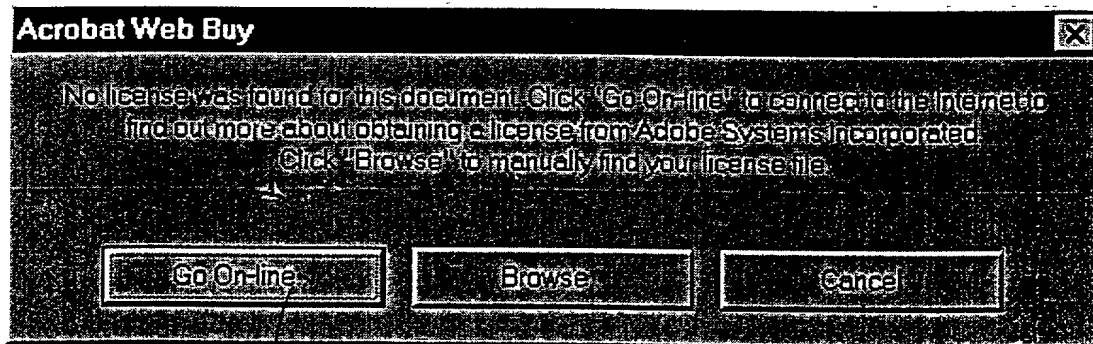 Acrobat Web Buy
No license was found for this document. Click "Go On-line" to connect to the Internet to
find out more about obtaining a license from Adobe Systems Incorporated.
Click "Browse" to manually find your license file.
Go On-line...
Browse...
Cancel